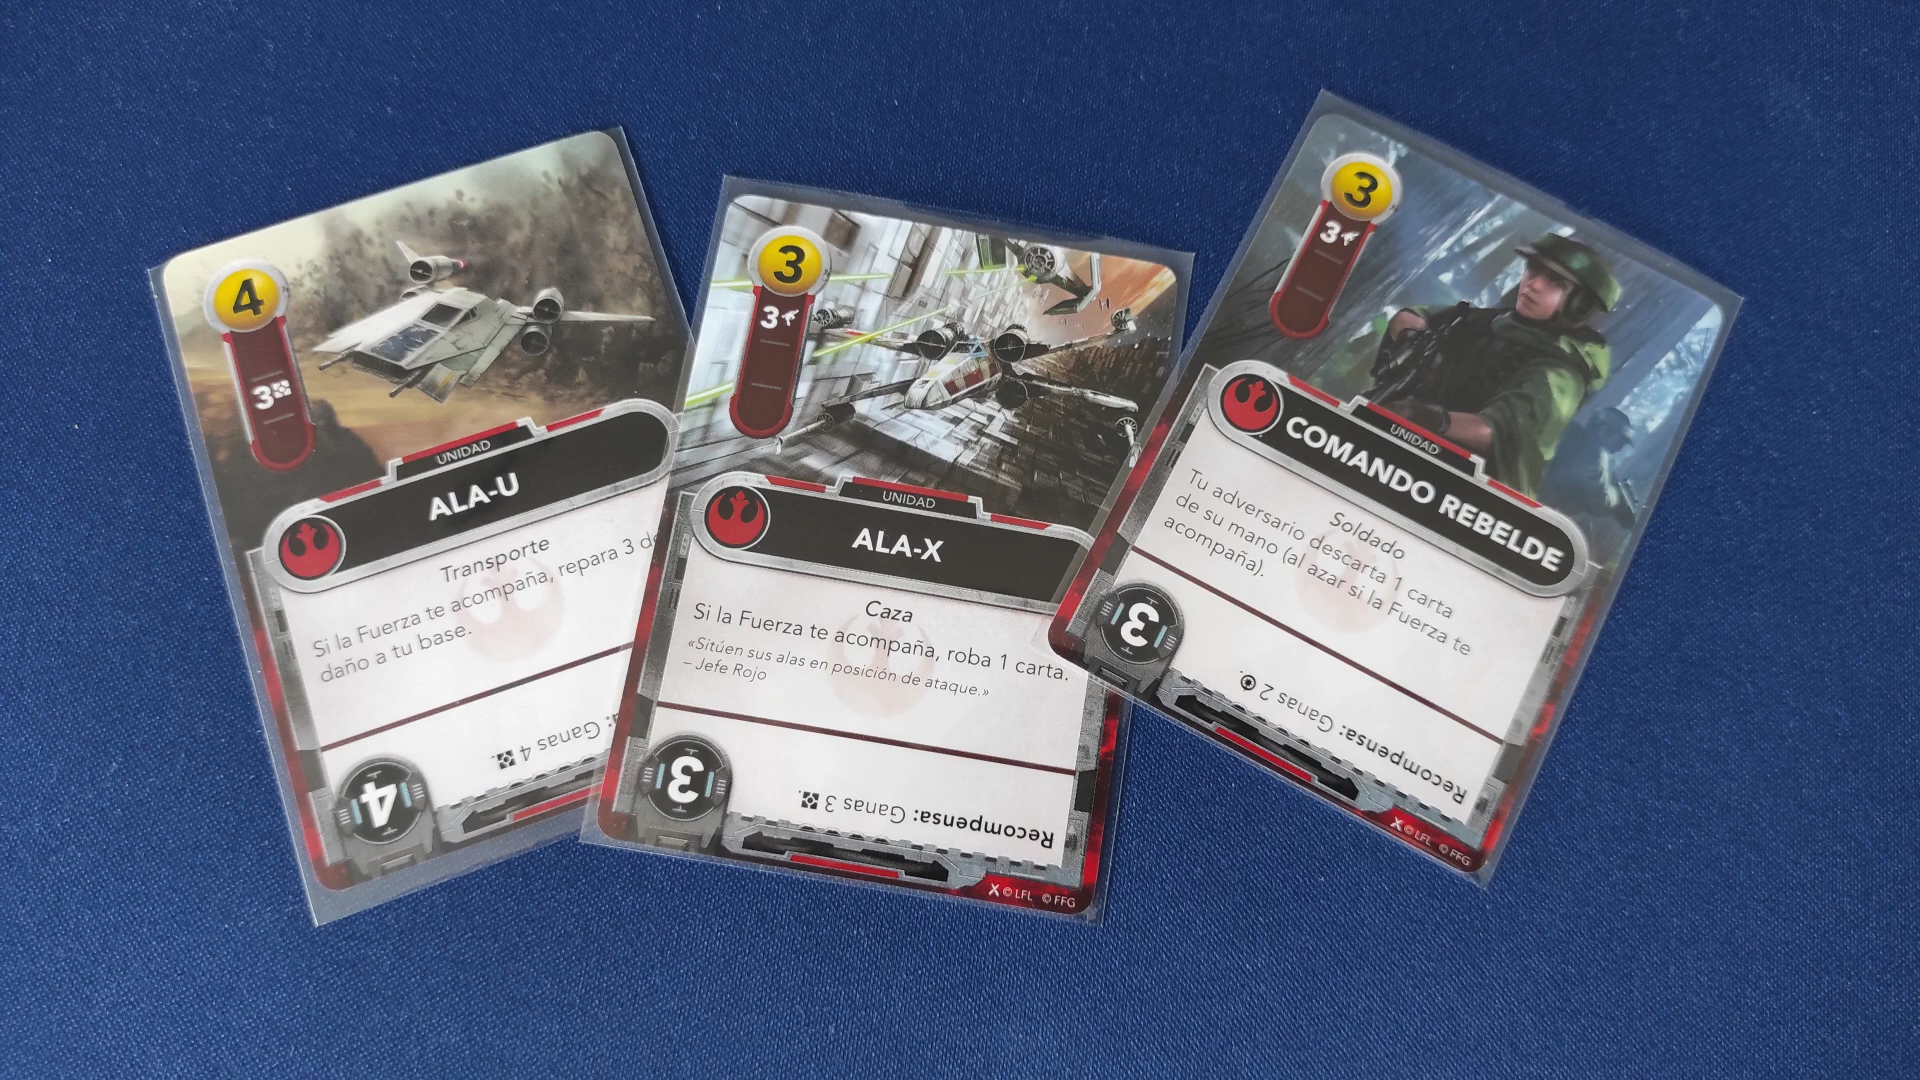 4
3
UNIDAD
ALA-U
Transporte
Si la Fuerza te acompaña, repara 3 de
daño a tu base.
Ganas 4
4
3
3
UNIDAD
ALA-X
Caza
Si la Fuerza te acompaña, roba 1 carta.
«Sitúen sus alas en posición de ataque.»
– Jefe Rojo
Recompensa: Ganas 3
3
X © LFL © FFG
3
3
UNIDAD
COMANDO REBELDE
Soldado
Tu adversario descarta 1 carta
de su mano (al azar si la Fuerza te
acompaña).
Recompensa: Ganas 2
3
X © LFL © FFG